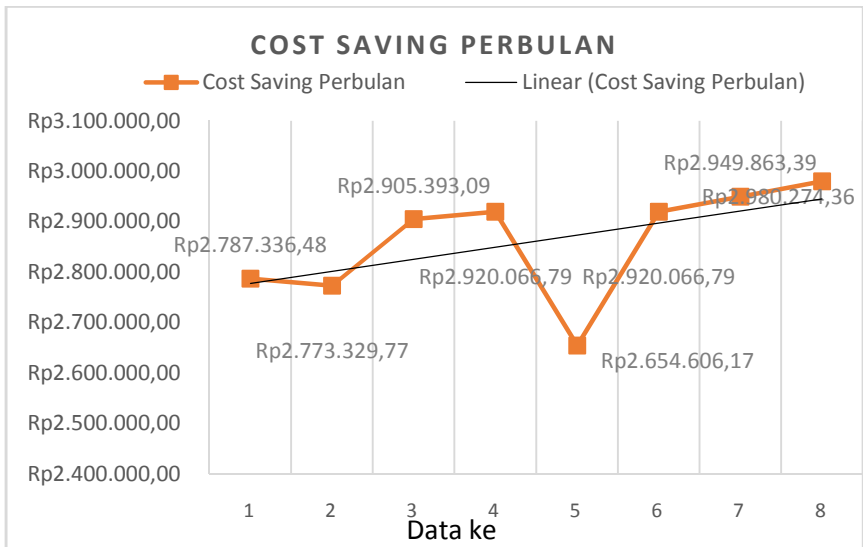 COST SAVING PERBULAN
Cost Saving Perbulan
Linear (Cost Saving Perbulan)
Rp3.100.000,00
Rp3.000.000,00
Rp2.900.000,00
Rp2.800.000,00
Rp2.700.000,00
Rp2.600.000,00
Rp2.500.000,00
Rp2.400.000,00
Rp2.787.336,48
Rp2.773.329,77
Rp2.905.393,09
Rp2.920.066,79
Rp2.654.606,17
Rp2.920.066,79
Rp2.949.863,39
Rp2.980.274,36
1 2 3 4 5 6 7 8
Data ke